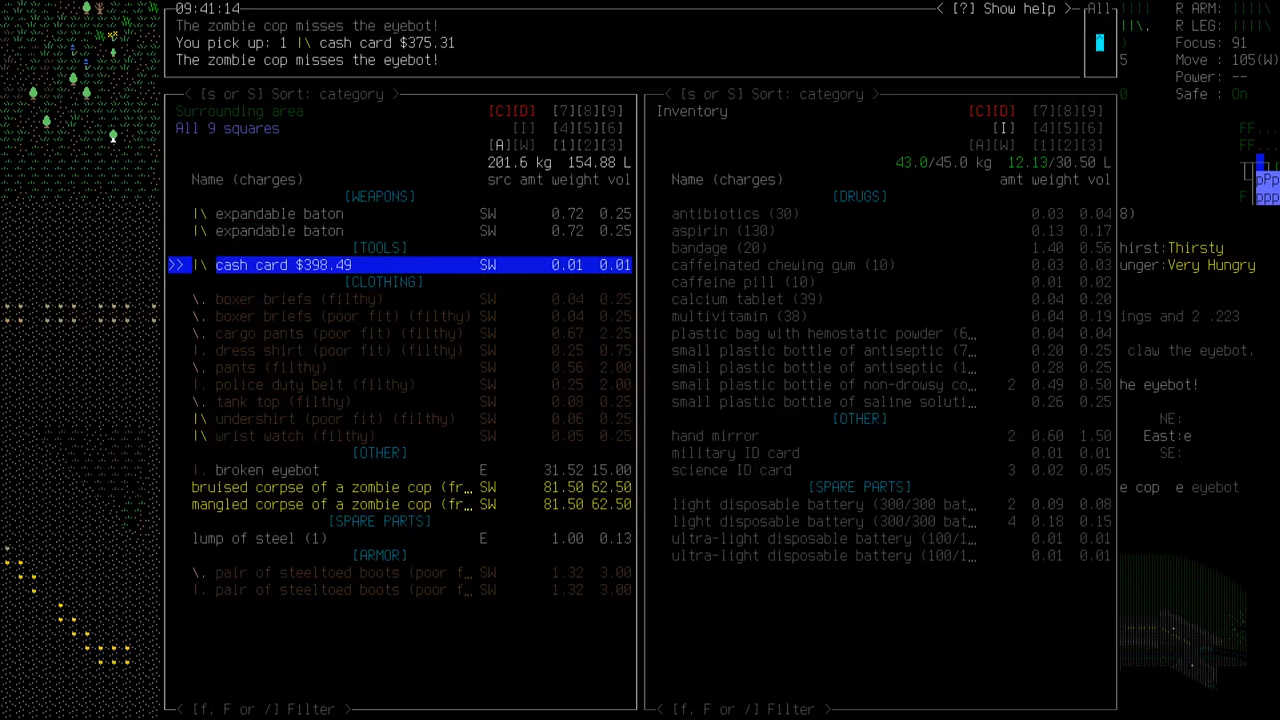 09:41:14
< [?] Show help >
All
The zombie cop misses the eyebot!
You pick up: 1 |\ cash card $375.31
The zombie cop misses the eyebot!
R ARM:
R LEG:
Focus: 91
Move : 105(W)
Power: --
Safe : On
< [s or S] Sort: category >
Surrounding area [C][D] [7][8][9]
All 9 squares [I] [4][5][6]
[A][W] [1][2][3]
201.6 kg 154.88 L
Name (charges) src amt weight vol
[WEAPONS]
|\ expandable baton SW 0.72 0.25
|\ expandable baton SW 0.72 0.25
[TOOLS]
>> |\ cash card $398.49 SW 0.01 0.01
[CLOTHING]
\. boxer briefs (filthy) SW 0.04 0.25
\. boxer briefs (poor fit) (filthy) SW 0.04 0.25
\. cargo pants (poor fit) (filthy) SW 0.67 2.25
|. dress shirt (poor fit) (filthy) SW 0.25 0.75
\. pants (filthy) SW 0.56 2.00
|. police duty belt (filthy) SW 0.25 2.00
\. tank top (filthy) SW 0.08 0.25
|\ undershirt (poor fit) (filthy) SW 0.06 0.25
|\ wrist watch (filthy) SW 0.05 0.25
[OTHER]
|. broken eyebot E 31.52 15.00
bruised corpse of a zombie cop (fr… SW 81.50 62.50
mangled corpse of a zombie cop (fr… SW 81.50 62.50
[SPARE PARTS]
lump of steel (1) E 1.00 0.13
[ARMOR]
\. pair of steeltoed boots (poor f… SW 1.32 3.00
|. pair of steeltoed boots (poor f… SW 1.32 3.00
< [f, F or /] Filter >
< [s or S] Sort: category >
Inventory [C][D] [7][8][9]
[I] [4][5][6]
[A][W] [1][2][3]
43.0/45.0 kg 12.13/30.50 L
Name (charges) amt weight vol
[DRUGS]
antibiotics (30) 0.03 0.04
aspirin (130) 0.13 0.17
bandage (20) 1.40 0.56
caffeinated chewing gum (10) 0.03 0.03
caffeine pill (10) 0.01 0.02
calcium tablet (39) 0.04 0.20
multivitamin (38) 0.04 0.19
plastic bag with hemostatic powder (6… 0.04 0.04
small plastic bottle of antiseptic (7… 0.20 0.25
small plastic bottle of antiseptic (1… 0.28 0.25
small plastic bottle of non-drowsy co… 2 0.49 0.50
small plastic bottle of saline soluti… 0.26 0.25
[OTHER]
hand mirror 2 0.60 1.50
military ID card 0.01 0.01
science ID card 3 0.02 0.05
[SPARE PARTS]
light disposable battery (300/300 bat… 2 0.09 0.08
light disposable battery (300/300 bat… 4 0.18 0.15
ultra-light disposable battery (100/1… 0.01 0.01
ultra-light disposable battery (100/1… 0.01 0.01
< [f, F or /] Filter >
5
FF...
F
pPp
ppp
8)
hirst:Thirsty
unger:Very Hungry
ings and 2 .223
claw the eyebot.
he eyebot!
NE:
East:e
SE:
e cop e eyebot